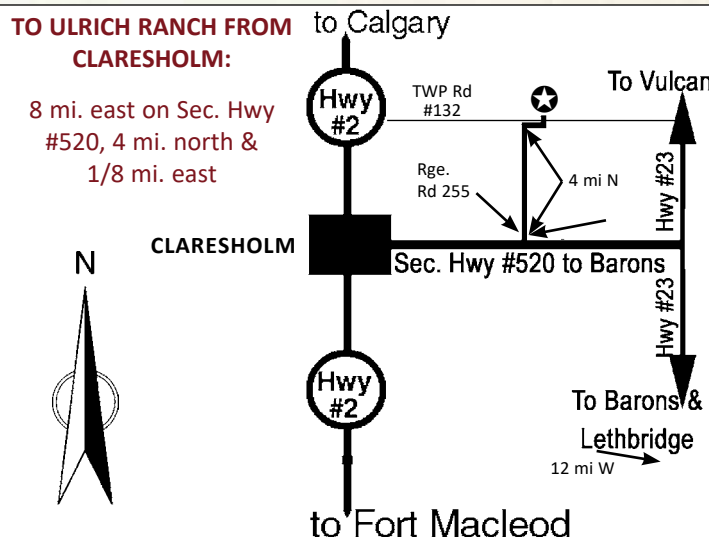 TO ULRICH RANCH FROM
CLARESHOLM:
8 mi. east on Sec. Hwy
#520, 4 mi. north &
1/8 mi. east
to Calgary
Hwy
#2
TWP Rd
#132
To Vulcan
Rge.
Rd 255
4 mi N
Hwy #23
CLARESHOLM
Sec. Hwy #520 to Barons
N
Hwy #23
Hwy
#2
To Barons &
Lethbridge
12 mi W
to Fort Macleod